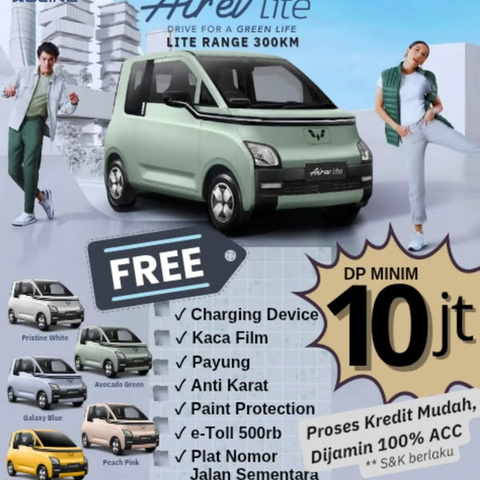 Air ev Lite
DRIVE FOR A GREEN LIFE
LITE RANGE 300KM
Air ev Lite
FREE
DP MINIM
10 jt
✓ Charging Device
✓ Kaca Film
✓ Payung
✓ Anti Karat
✓ Paint Protection
✓ e-Toll 500rb
✓ Plat Nomor
Jalan Sementara
Pristine White
Avocado Green
Galaxy Blue
Peach Pink
Proses Kredit Mudah,
Dijamin 100% ACC
** S&K berlaku